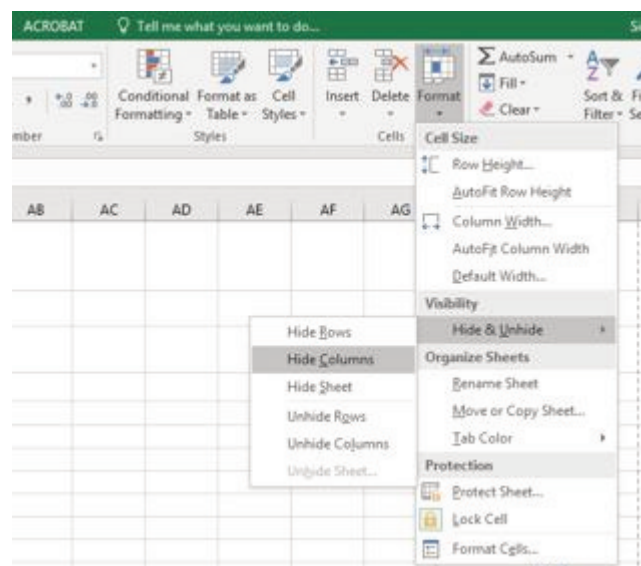 ACROBAT Tell me what you want to do...
AutoSum
Fill
Clear
Conditional Formatting
Format as Table
Cell Styles
Insert Delete Format
Sort & Filter
mber Styles Cells
AB AC AD AE AF AG
Cell Size
Row Height...
AutoFit Row Height
Column Width...
AutoFit Column Width
Default Width...
Visibility
Hide & Unhide
Organize Sheets
Rename Sheet
Move or Copy Sheet...
Tab Color
Protection
Protect Sheet...
Lock Cell
Format Cells...
Hide Rows
Hide Columns
Hide Sheet
Unhide Rows
Unhide Columns
Unhide Sheet...